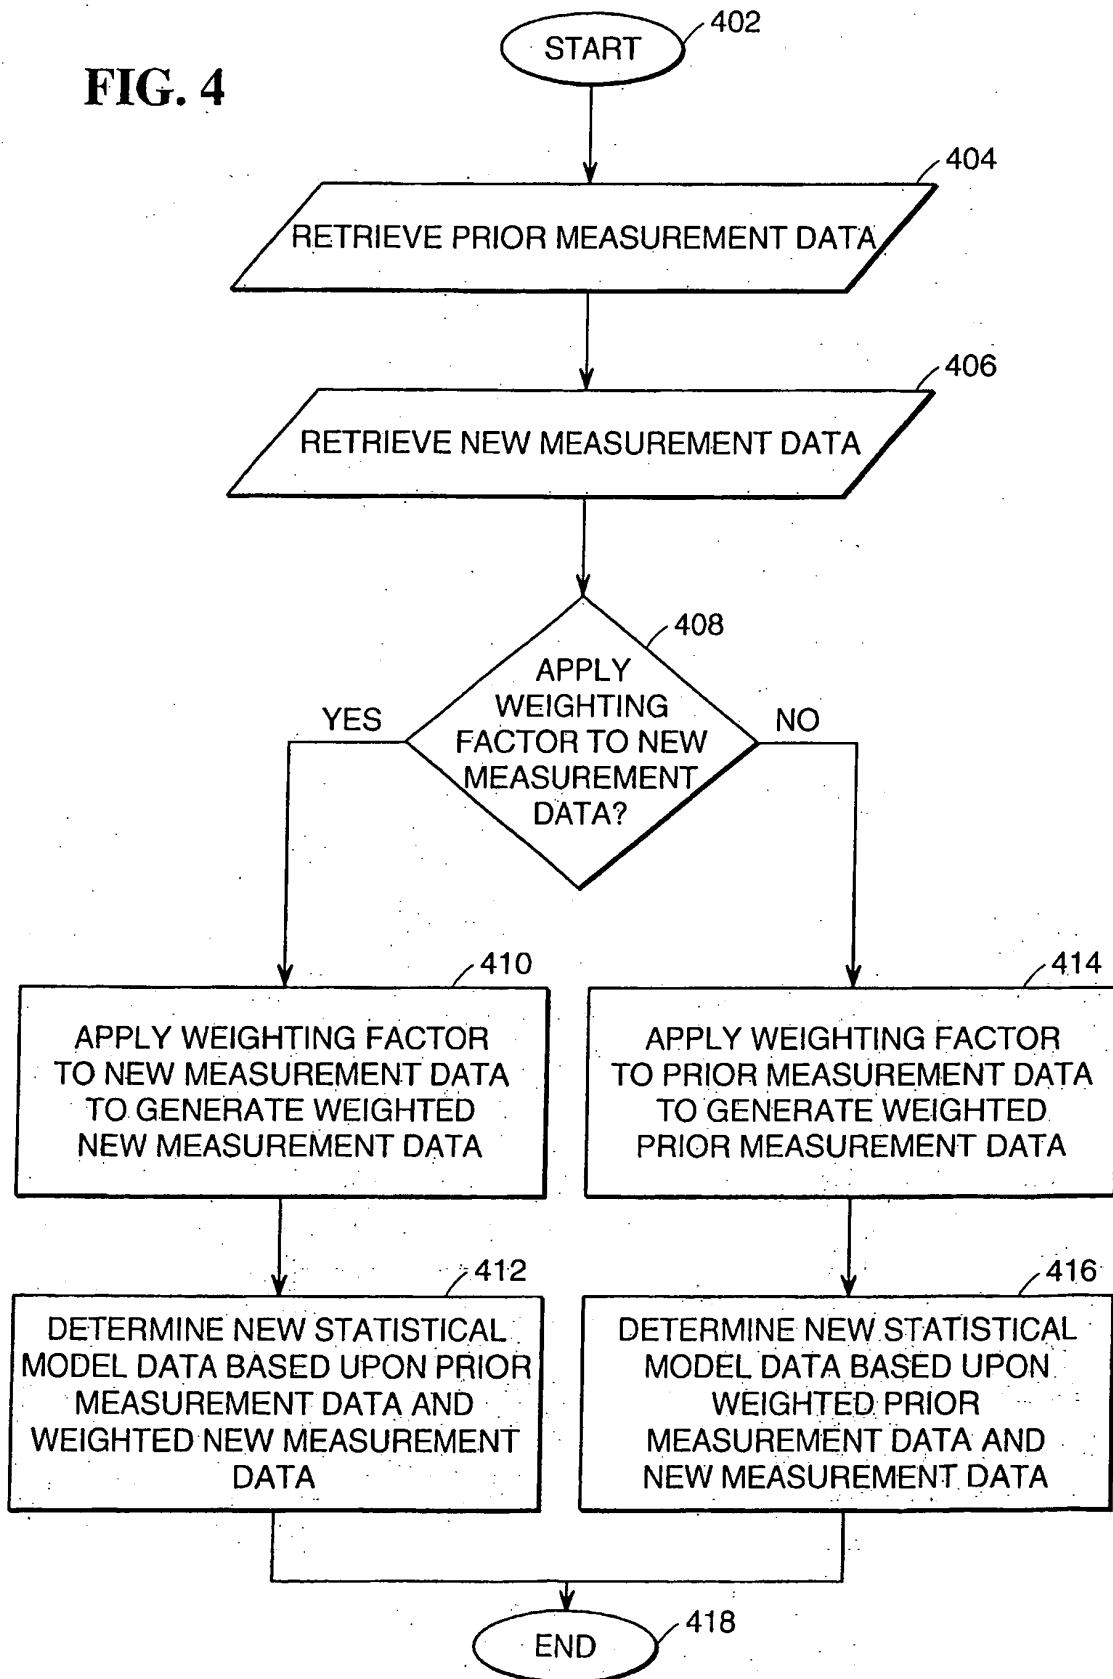 402
START
FIG. 4
404
RETRIEVE PRIOR MEASUREMENT DATA
406
RETRIEVE NEW MEASUREMENT DATA
408
APPLY
WEIGHTING
FACTOR TO NEW
MEASUREMENT
DATA?
YES
NO
410
APPLY WEIGHTING FACTOR
TO NEW MEASUREMENT DATA
TO GENERATE WEIGHTED
NEW MEASUREMENT DATA
414
APPLY WEIGHTING FACTOR
TO PRIOR MEASUREMENT DATA
TO GENERATE WEIGHTED
PRIOR MEASUREMENT DATA
412
DETERMINE NEW STATISTICAL
MODEL DATA BASED UPON PRIOR
MEASUREMENT DATA AND
WEIGHTED NEW MEASUREMENT
DATA
416
DETERMINE NEW STATISTICAL
MODEL DATA BASED UPON
WEIGHTED PRIOR
MEASUREMENT DATA AND
NEW MEASUREMENT DATA
418
END